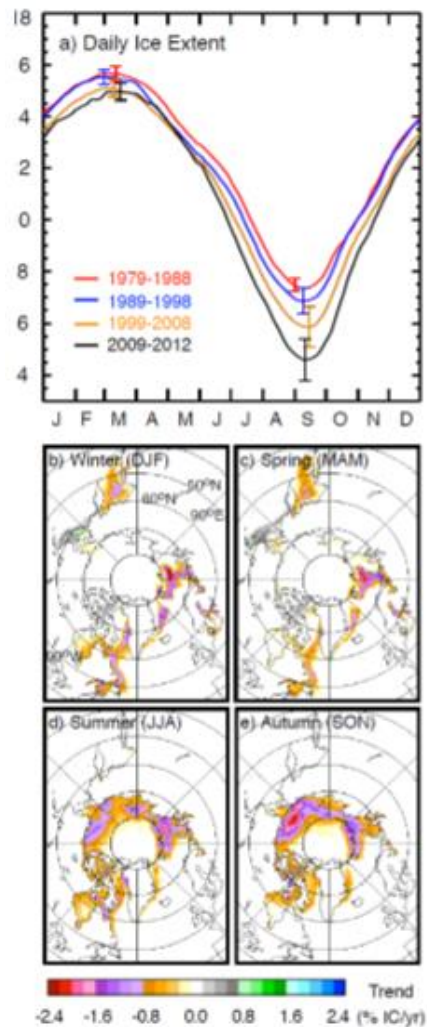 a) Daily Ice Extent
6
4
2
0
8
6
4
1979-1988
1989-1998
1999-2008
2009-2012
J F M A M J J A S O N D
b) Winter (DJF)
50°N
60°N
90°E
c) Spring (MAM)
d) Summer (JJA)
e) Autumn (SON)
Trend
-2.4 -1.6 -0.8 0.0 0.8 1.6 2.4 (% IC/yr)